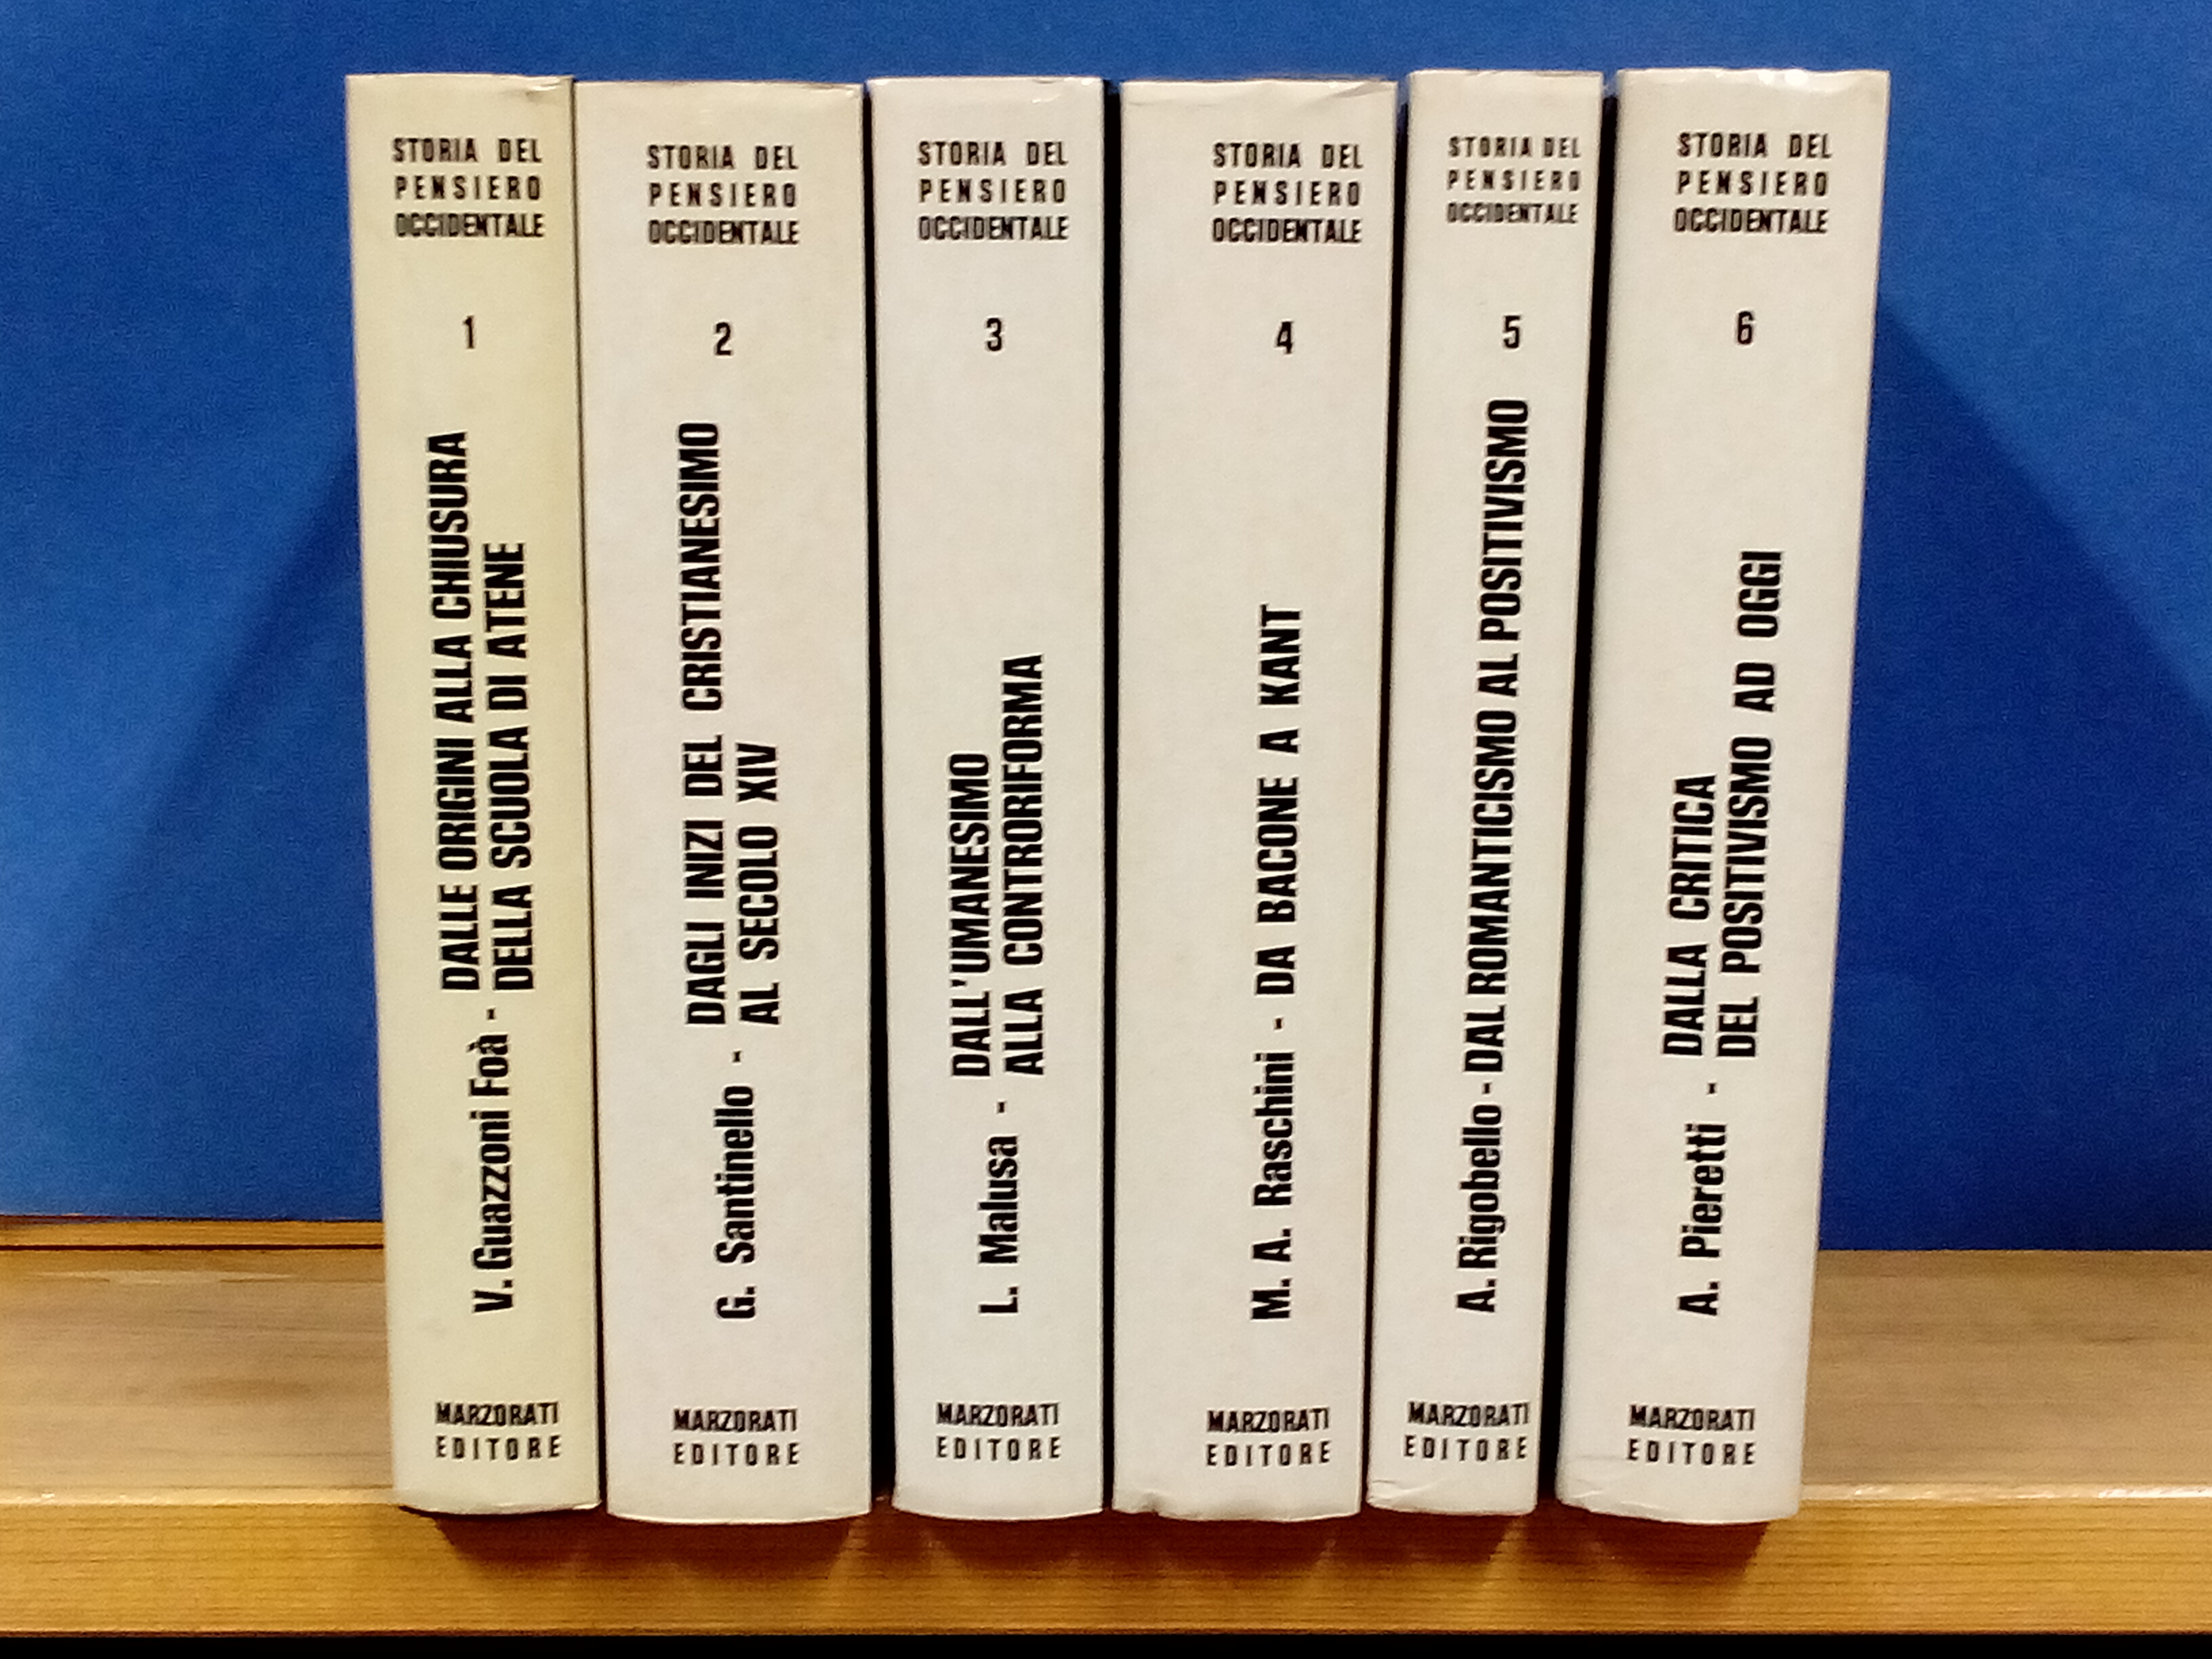 STORIA DEL
PENSIERO
OCCIDENTALE
1
V. Guazzoni Foà - DALLE ORIGINI ALLA CHIUSURA
DELLA SCUOLA DI ATENE
MARZORATI
EDITORE
STORIA DEL
PENSIERO
OCCIDENTALE
2
G. Santinello - DAGLI INIZI DEL CRISTIANESIMO
AL SECOLO XIV
MARZORATI
EDITORE
STORIA DEL
PENSIERO
OCCIDENTALE
3
L. Malusa - DALL'UMANESIMO
ALLA CONTRORIFORMA
MARZORATI
EDITORE
STORIA DEL
PENSIERO
OCCIDENTALE
4
M. A. Raschini - DA BACONE A KANT
MARZORATI
EDITORE
STORIA DEL
PENSIERO
OCCIDENTALE
5
A. Rigobello - DAL ROMANTICISMO AL POSITIVISMO
MARZORATI
EDITORE
STORIA DEL
PENSIERO
OCCIDENTALE
6
A. Pieretti - DALLA CRITICA
DEL POSITIVISMO AD OGGI
MARZORATI
EDITORE